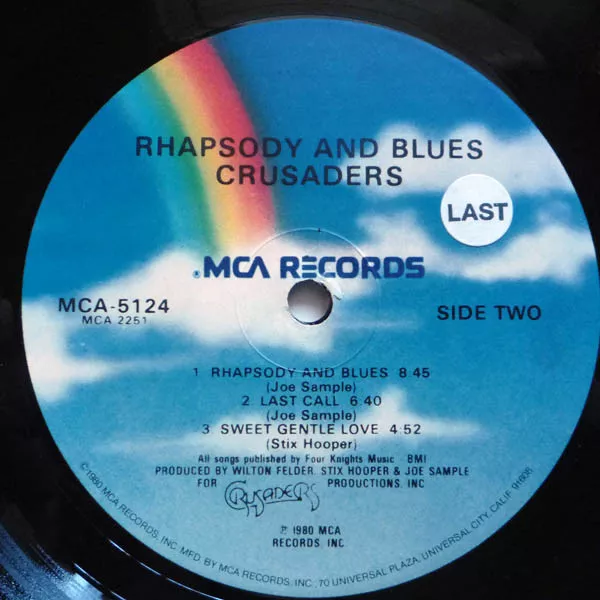 RHAPSODY AND BLUES
CRUSADERS
LAST
®MCA RECORDS
MCA-5124
MCA 2251
SIDE TWO
1 RHAPSODY AND BLUES 8:45
(Joe Sample)
2. LAST CALL 6:40
(Joe Sample)
3 SWEET GENTLE LOVE 4:52
(Stix Hooper)
All songs published by Four Knights Music - BMI
PRODUCED BY WILTON FELDER, STIX HOOPER & JOE SAMPLE
FOR CRUSADERS PRODUCTIONS, INC
℗ 1980 MCA
RECORDS, INC
©1980 MCA RECORDS, INC. MFD. BY MCA RECORDS, INC., 70 UNIVERSAL PLAZA, UNIVERSAL CITY, CALIF. 91608